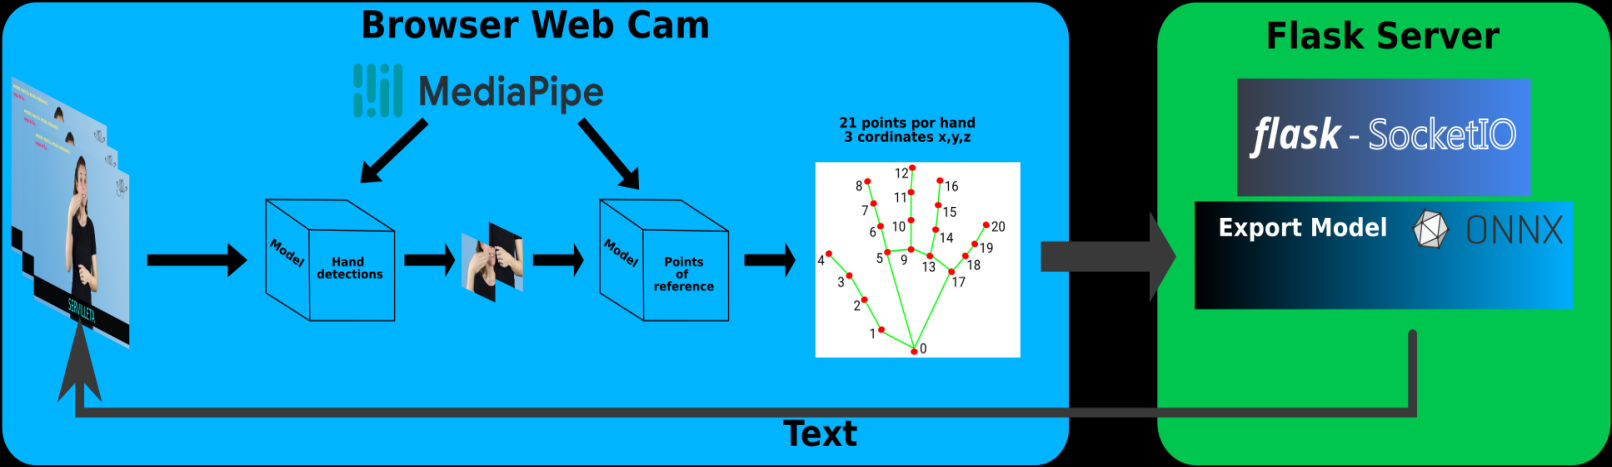 Browser Web Cam
MediaPipe
Model
Hand
detections
Model
Points
of
reference
21 points por hand
3 cordinates x,y,z
0
1
2
3
4
5
6
7
8
9
10
11
12
13
14
15
16
17
18
19
20
SERVILLETA
Text
Flask Server
flask - SocketIO
Export Model
ONNX